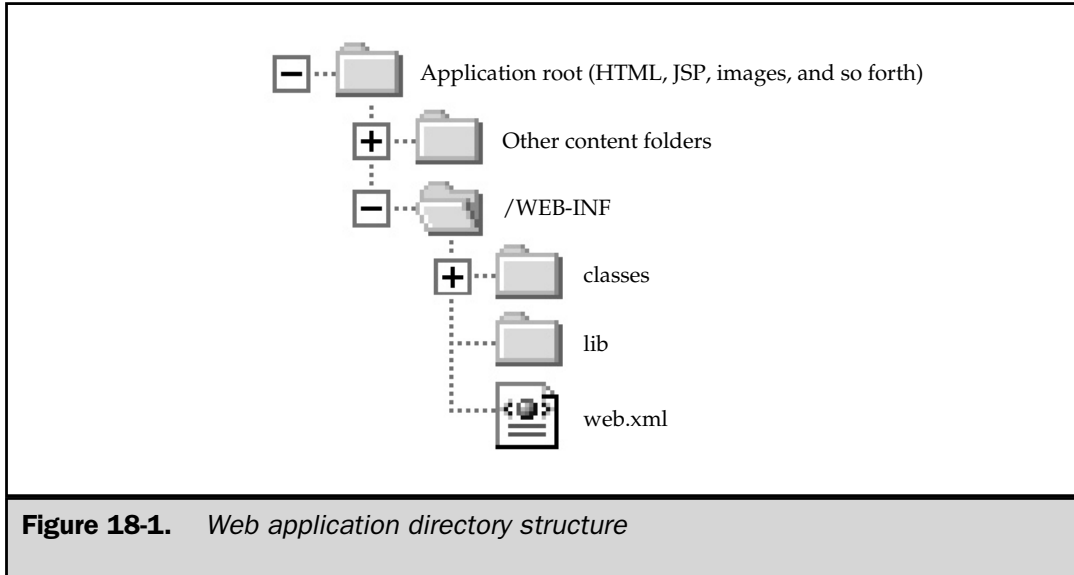 Application root (HTML, JSP, images, and so forth)
Other content folders
/WEB-INF
classes
lib
web.xml
Figure 18-1. Web application directory structure